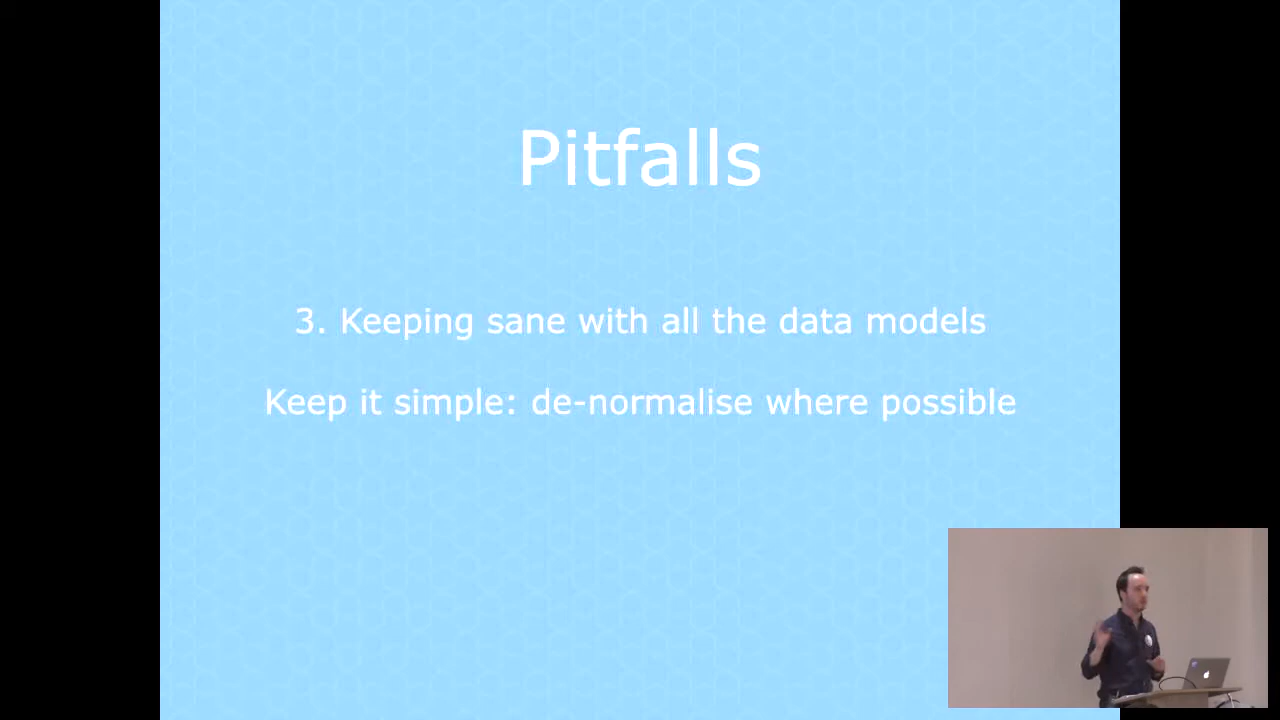 Pitfalls
3. Keeping sane with all the data models
Keep it simple: de-normalise where possible